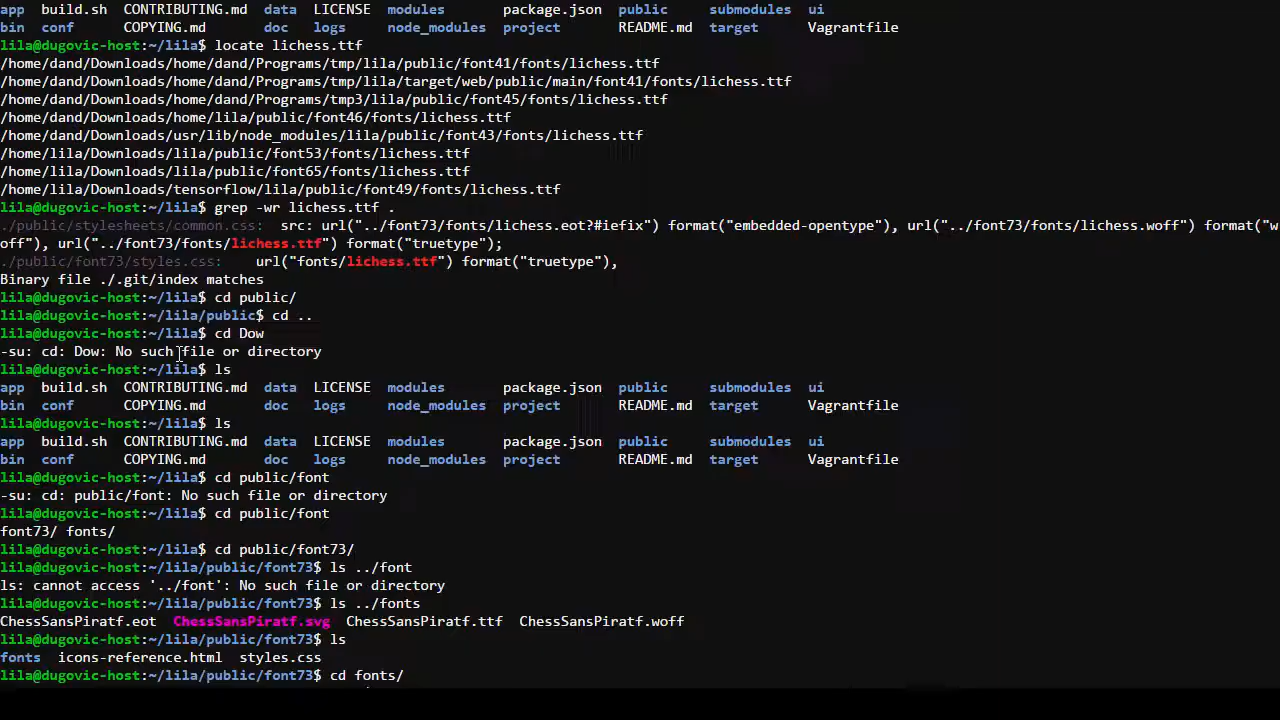 app  build.sh  CONTRIBUTING.md  data  LICENSE  modules       package.json  public     submodules  ui
bin  conf      COPYING.md       doc   logs     node_modules  project       README.md  target      Vagrantfile
lila@dugovic-host:~/lila$ locate lichess.ttf
/home/dand/Downloads/home/dand/Programs/tmp/lila/public/font41/fonts/lichess.ttf
/home/dand/Downloads/home/dand/Programs/tmp/lila/target/web/public/main/font41/fonts/lichess.ttf
/home/dand/Downloads/home/dand/Programs/tmp3/lila/public/font45/fonts/lichess.ttf
/home/dand/Downloads/home/lila/public/font46/fonts/lichess.ttf
/home/dand/Downloads/usr/lib/node_modules/lila/public/font43/fonts/lichess.ttf
/home/lila/Downloads/lila/public/font53/fonts/lichess.ttf
/home/lila/Downloads/lila/public/font65/fonts/lichess.ttf
/home/lila/Downloads/tensorflow/lila/public/font49/fonts/lichess.ttf
lila@dugovic-host:~/lila$ grep -wr lichess.ttf .
./public/stylesheets/common.css:  src: url("../font73/fonts/lichess.eot?#iefix") format("embedded-opentype"), url("../font73/fonts/lichess.woff") format("w
off"), url("../font73/fonts/lichess.ttf") format("truetype");
./public/font73/styles.css:    url("fonts/lichess.ttf") format("truetype"),
Binary file ./.git/index matches
lila@dugovic-host:~/lila$ cd public/
lila@dugovic-host:~/lila/public$ cd ..
lila@dugovic-host:~/lila$ cd Dow
-su: cd: Dow: No such file or directory
lila@dugovic-host:~/lila$ ls
app  build.sh  CONTRIBUTING.md  data  LICENSE  modules       package.json  public     submodules  ui
bin  conf      COPYING.md       doc   logs     node_modules  project       README.md  target      Vagrantfile
lila@dugovic-host:~/lila$ ls
app  build.sh  CONTRIBUTING.md  data  LICENSE  modules       package.json  public     submodules  ui
bin  conf      COPYING.md       doc   logs     node_modules  project       README.md  target      Vagrantfile
lila@dugovic-host:~/lila$ cd public/font
-su: cd: public/font: No such file or directory
lila@dugovic-host:~/lila$ cd public/font
font73/ fonts/
lila@dugovic-host:~/lila$ cd public/font73/
lila@dugovic-host:~/lila/public/font73$ ls ../font
ls: cannot access '../font': No such file or directory
lila@dugovic-host:~/lila/public/font73$ ls ../fonts
ChessSansPiratf.eot  ChessSansPiratf.svg  ChessSansPiratf.ttf  ChessSansPiratf.woff
lila@dugovic-host:~/lila/public/font73$ ls
fonts  icons-reference.html  styles.css
lila@dugovic-host:~/lila/public/font73$ cd fonts/